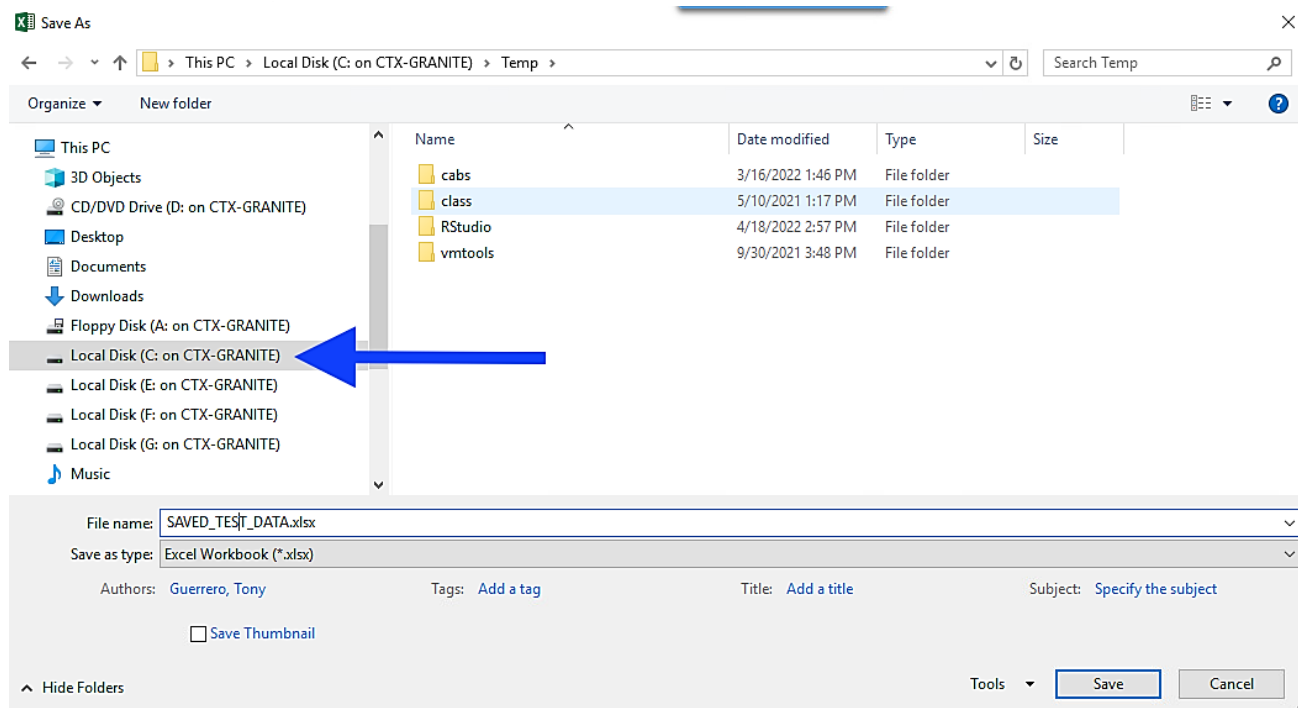 Save As
This PC > Local Disk (C: on CTX-GRANITE) > Temp >
Search Temp
Organize
New folder
?
This PC
3D Objects
CD/DVD Drive (D: on CTX-GRANITE)
Desktop
Documents
Downloads
Floppy Disk (A: on CTX-GRANITE)
Local Disk (C: on CTX-GRANITE)
Local Disk (E: on CTX-GRANITE)
Local Disk (F: on CTX-GRANITE)
Local Disk (G: on CTX-GRANITE)
Music
Name Date modified Type Size
cabs 3/16/2022 1:46 PM File folder
class 5/10/2021 1:17 PM File folder
RStudio 4/18/2022 2:57 PM File folder
vmtools 9/30/2021 3:48 PM File folder
File name: SAVED_TEST_DATA.xlsx
Save as type: Excel Workbook (*.xlsx)
Authors: Guerrero, Tony Tags: Add a tag Title: Add a title Subject: Specify the subject
Save Thumbnail
Hide Folders
Tools Save Cancel